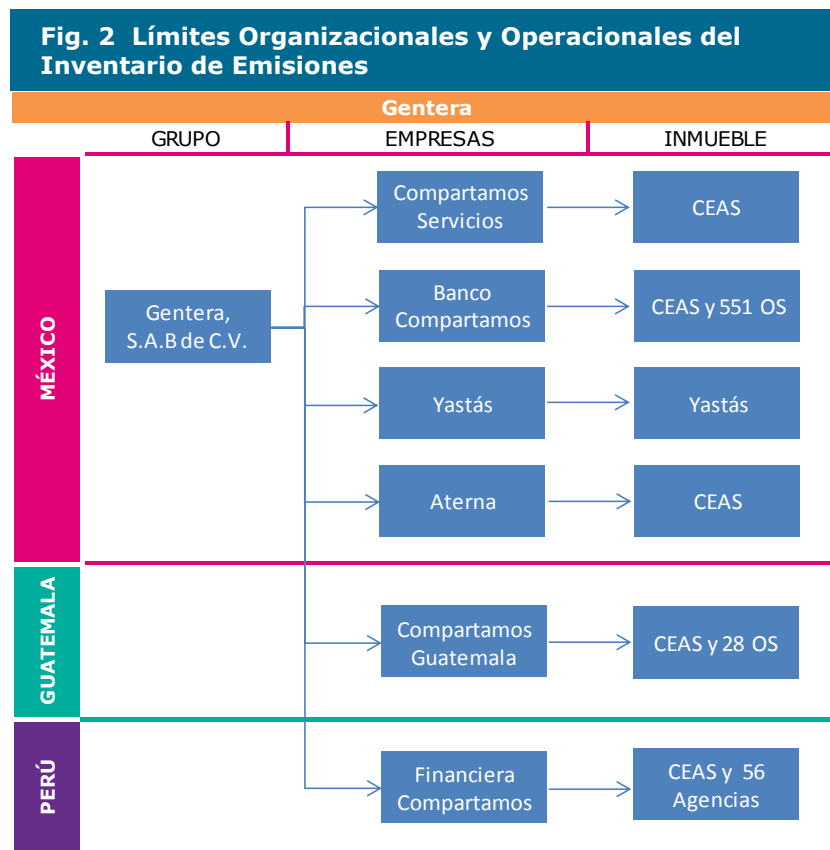 Fig. 2 Límites Organizacionales y Operacionales del
Inventario de Emisiones
Gentera
GRUPO
EMPRESAS
INMUEBLE
MÉXICO
Gentera,
S.A.B de C.V.
Compartamos
Servicios
CEAS
Banco
Compartamos
CEAS y 551 OS
Yastás
Yastás
Aterna
CEAS
GUATEMALA
Compartamos
Guatemala
CEAS y 28 OS
PERÚ
Financiera
Compartamos
CEAS y 56
Agencias